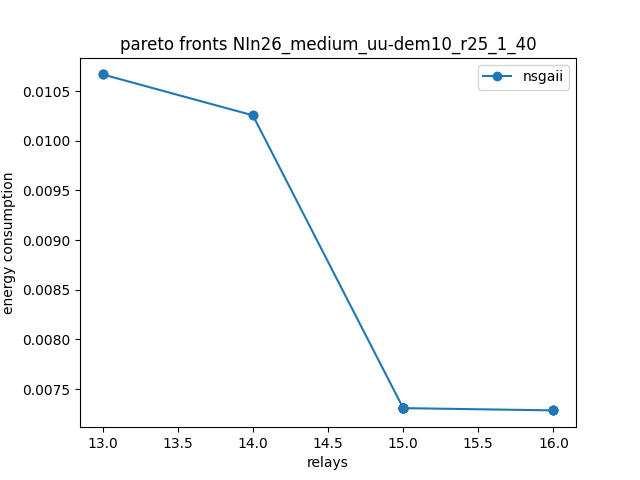 pareto fronts NIn26_medium_uu-dem10_r25_1_40
nsgaii
energy consumption
0.0105
0.0100
0.0095
0.0090
0.0085
0.0080
0.0075
13.0 13.5 14.0 14.5 15.0 15.5 16.0
relays